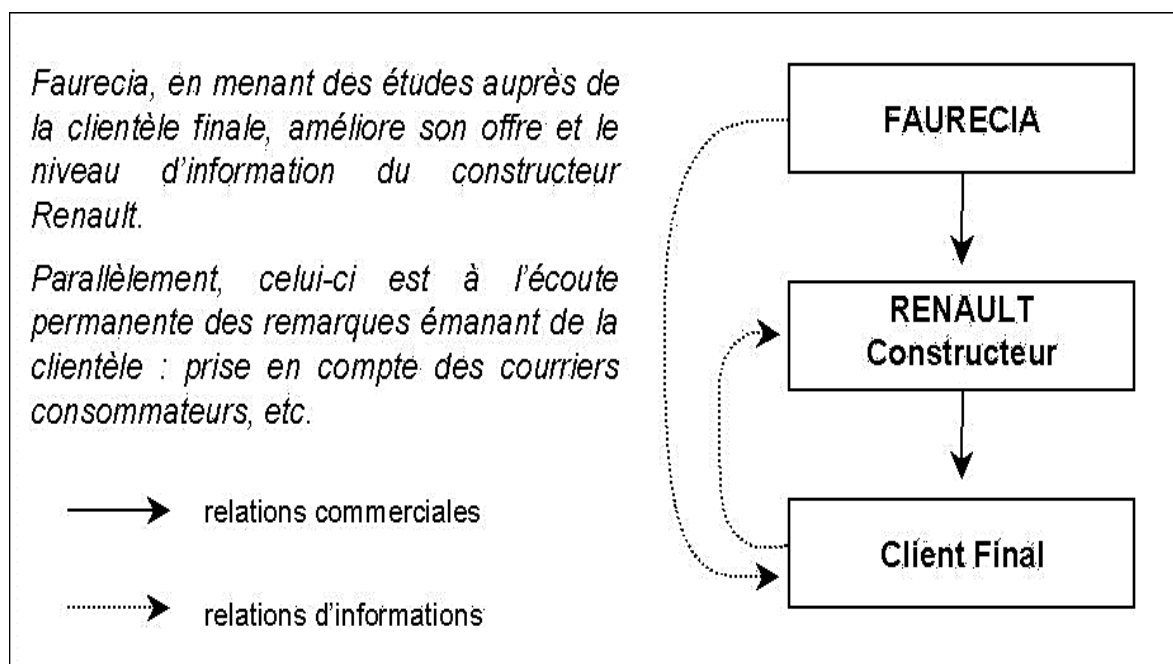 Faurecia, en menant des études auprès de
la clientèle finale, améliore son offre et le
niveau d'information du constructeur
Renault.
Parallèlement, celui-ci est à l'écoute
permanente des remarques émanant de la
clientèle : prise en compte des courriers
consommateurs, etc.
relations commerciales
relations d'informations
FAURECIA
RENAULT
Constructeur
Client Final